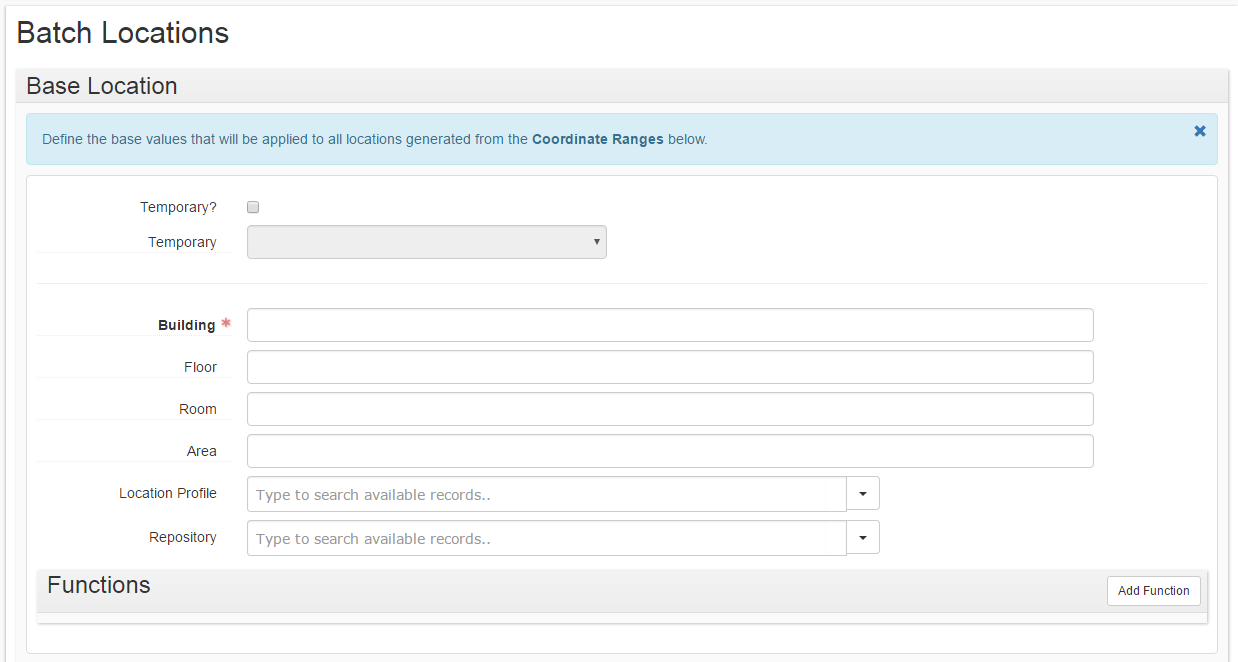 Batch Locations
Base Location
Define the base values that will be applied to all locations generated from the Coordinate Ranges below.
Temporary?
Temporary
Building *
Floor
Room
Area
Location Profile Type to search available records..
Repository Type to search available records..
Functions Add Function